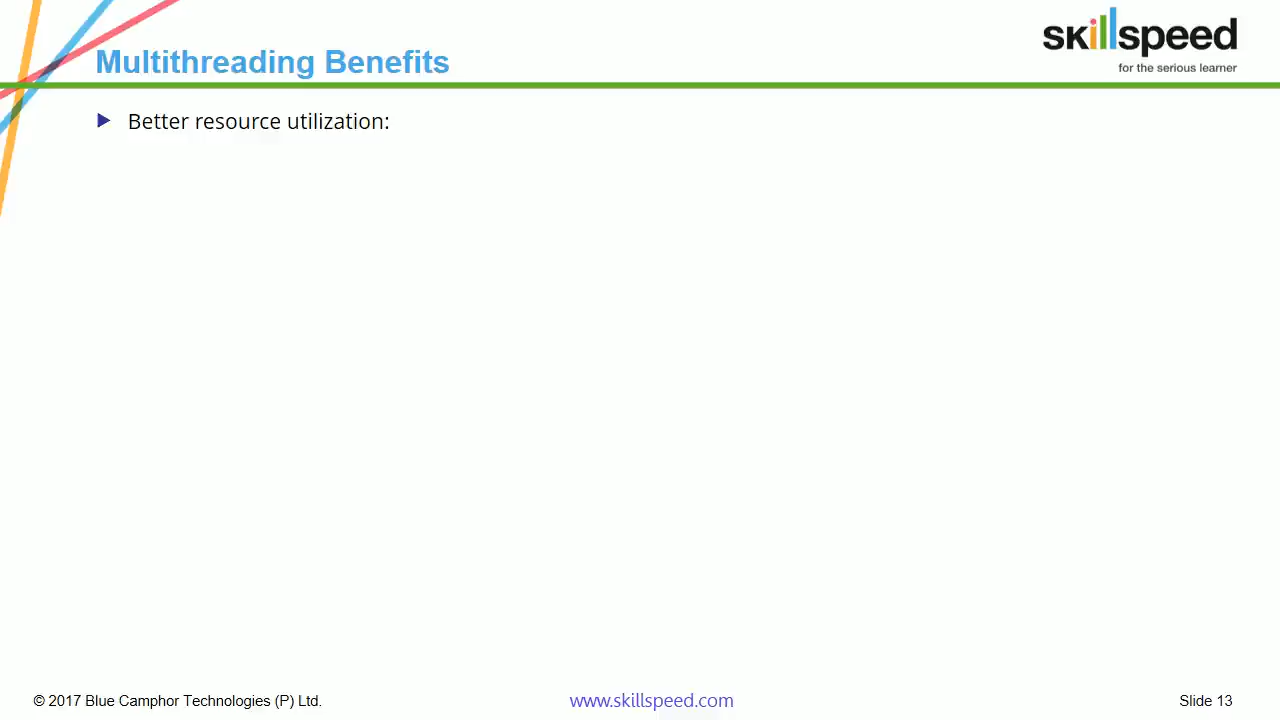 skillspeed
for the serious learner
Multithreading Benefits
Better resource utilization:
© 2017 Blue Camphor Technologies (P) Ltd.
www.skillspeed.com
Slide 13